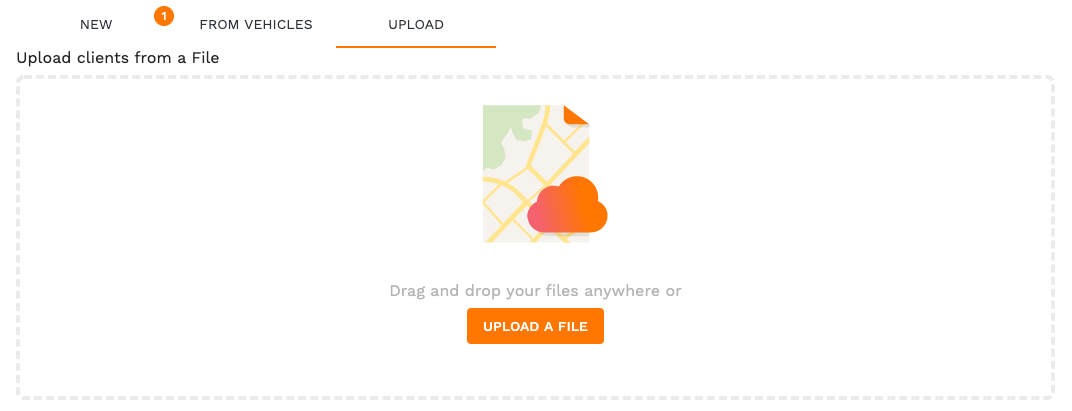 NEW 1 FROM VEHICLES UPLOAD
Upload clients from a File
Drag and drop your files anywhere or
UPLOAD A FILE